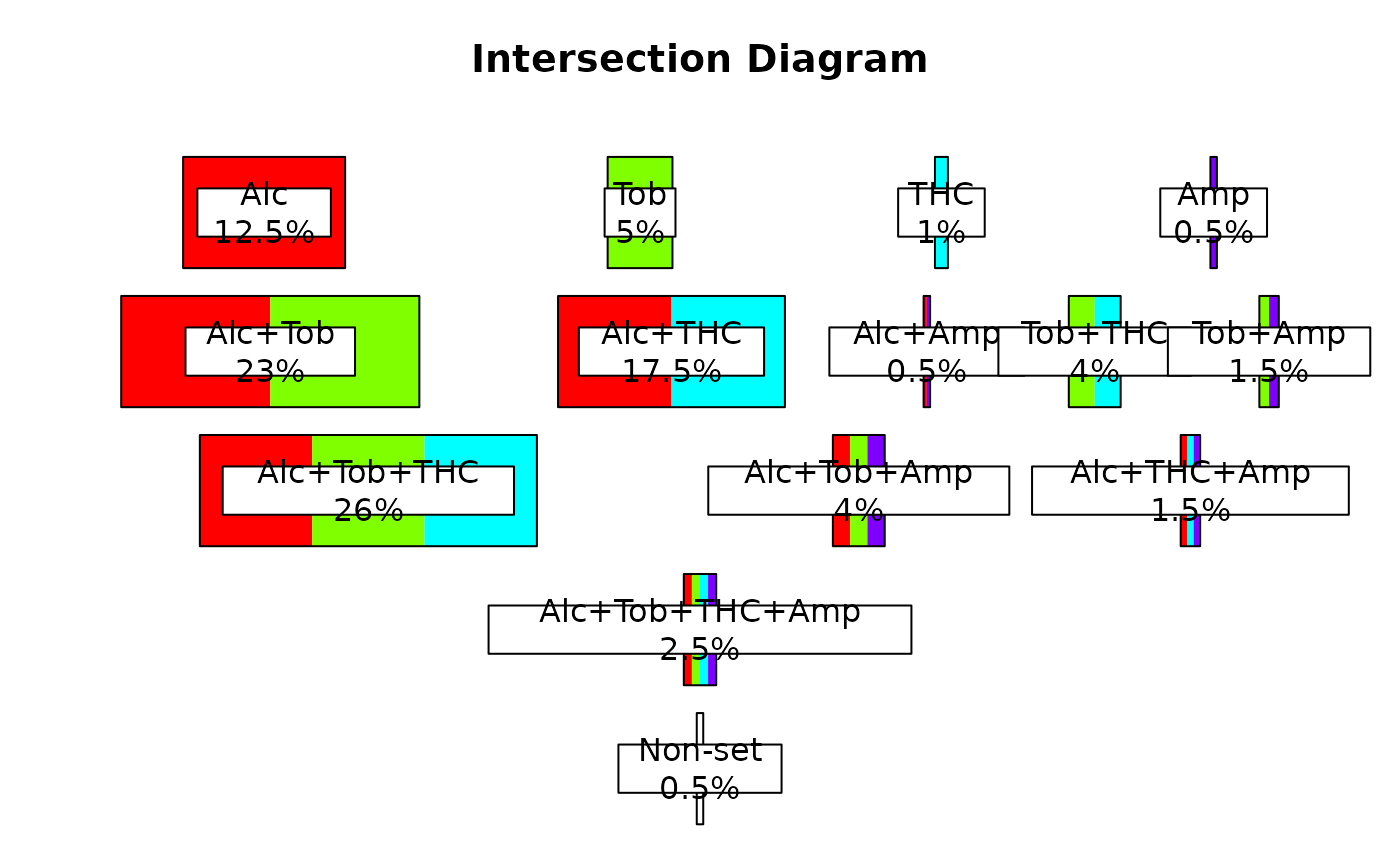 Intersection Diagram
Alc
12.5%
Tob
5%
THC
1%
Amp
0.5%
Alc+Tob
23%
Alc+THC
17.5%
Alc+Amp
0.5%
Tob+THC
4%
Tob+Amp
1.5%
Alc+Tob+THC
26%
Alc+Tob+Amp
4%
Alc+THC+Amp
1.5%
Alc+Tob+THC+Amp
2.5%
Non-set
0.5%